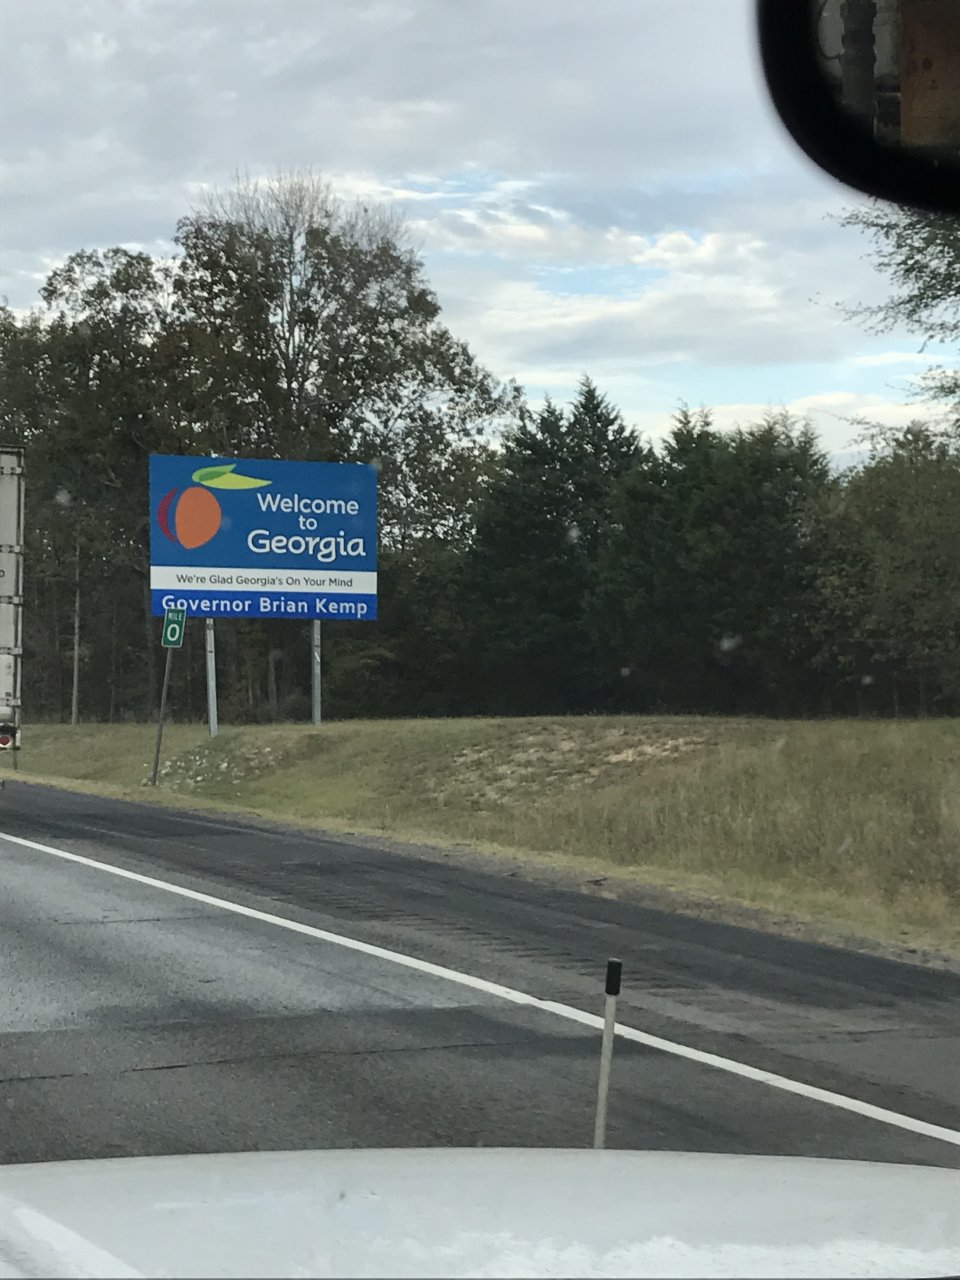 Welcome
to
Georgia
We're Glad Georgia's On Your Mind
Governor Brian Kemp
MILE
0